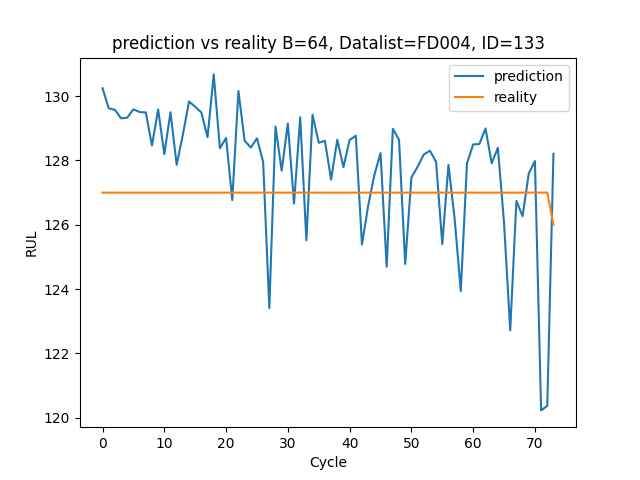 prediction vs reality B=64, Datalist=FD004, ID=133
prediction
reality
RUL
130
128
126
124
122
120
0 10 20 30 40 50 60 70
Cycle